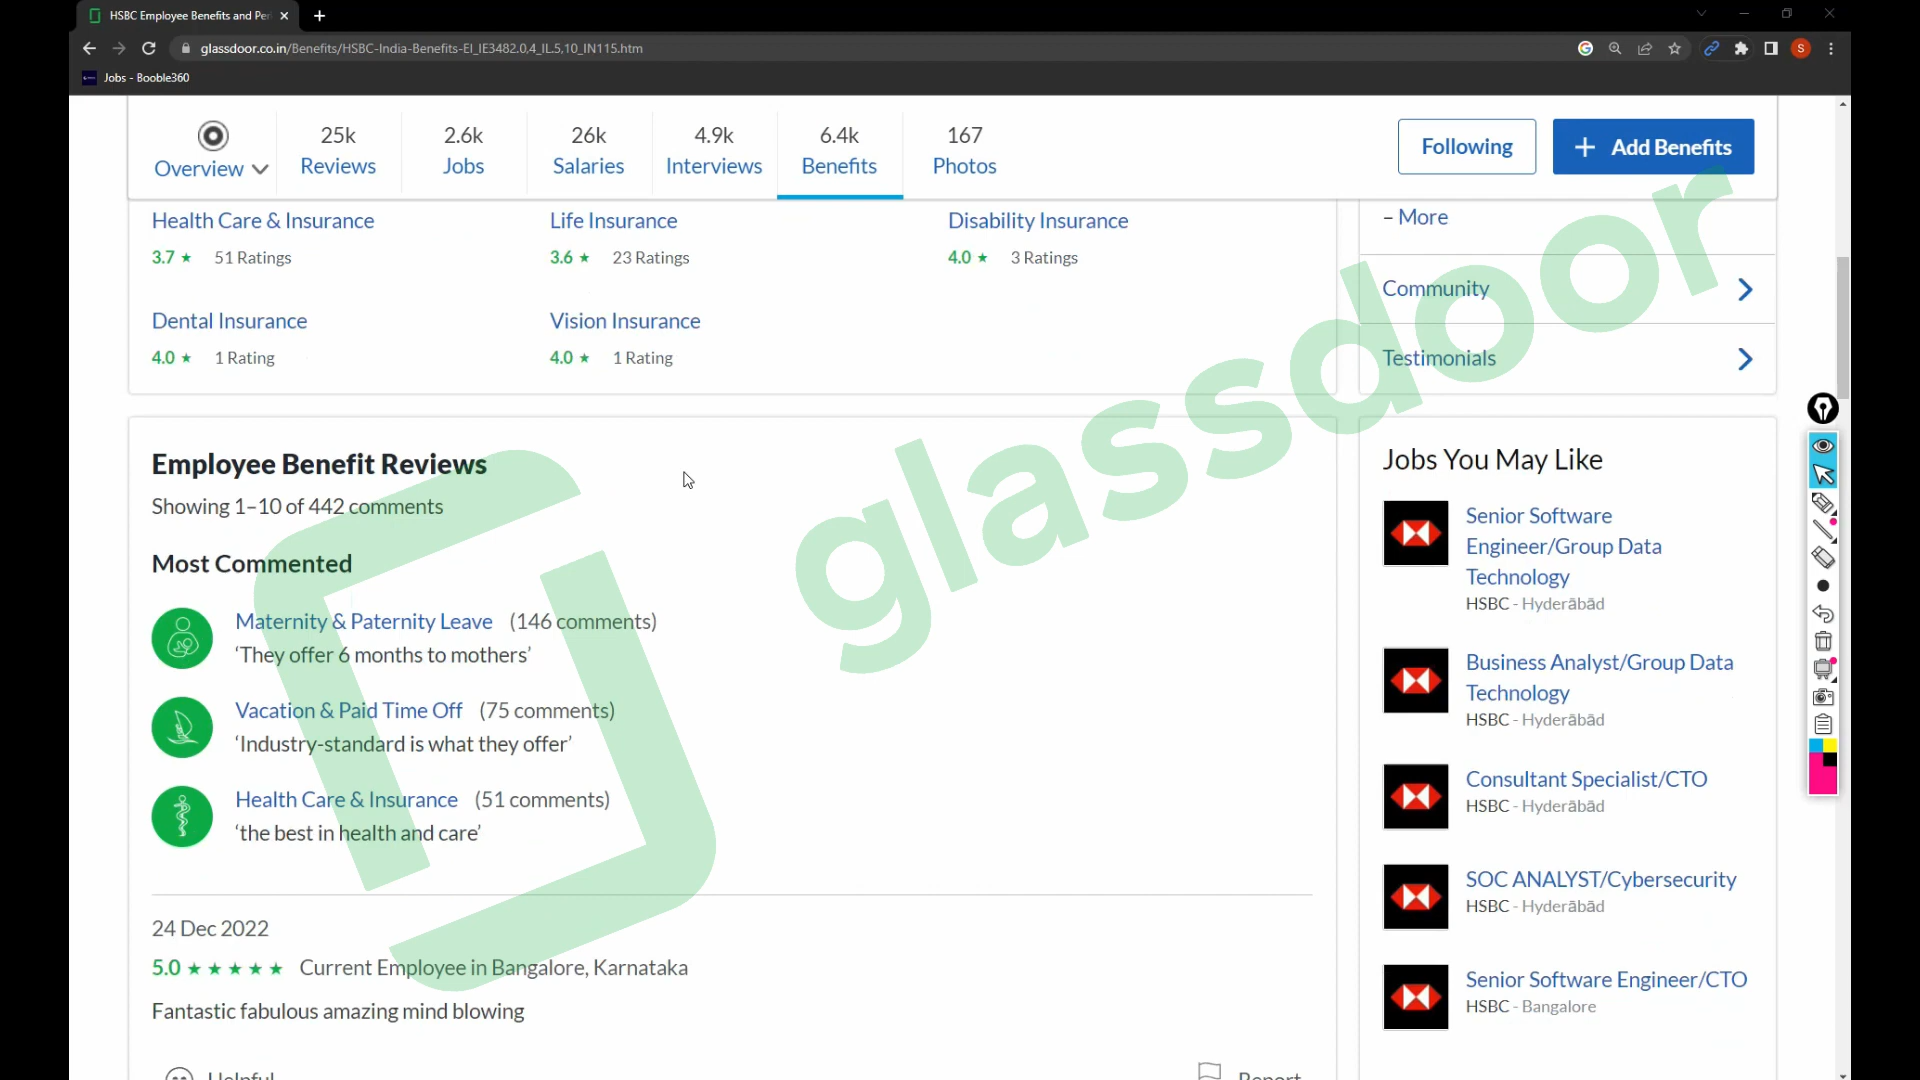 HSBC Employee Benefits and Per
glassdoor.co.in/Benefits/HSBC-India-Benefits-EI_IE3482.0,4_IL.5,10_IN115.htm
S
Jobs - Booble360
Overview
25k
Reviews
2.6k
Jobs
26k
Salaries
4.9k
Interviews
6.4k
Benefits
167
Photos
Following
+ Add Benefits
Health Care & Insurance
3.7 ★ 51 Ratings
Life Insurance
3.6 ★ 23 Ratings
Disability Insurance
4.0 ★ 3 Ratings
Dental Insurance
4.0 ★ 1 Rating
Vision Insurance
4.0 ★ 1 Rating
– More
Community
Testimonials
glassdoor
Employee Benefit Reviews
Showing 1–10 of 442 comments
Most Commented
Maternity & Paternity Leave (146 comments)
‘They offer 6 months to mothers’
Vacation & Paid Time Off (75 comments)
‘Industry-standard is what they offer’
Health Care & Insurance (51 comments)
‘the best in health and care’
24 Dec 2022
5.0 ★ ★ ★ ★ ★ Current Employee in Bangalore, Karnataka
Fantastic fabulous amazing mind blowing
Helpful
Report
Jobs You May Like
Senior Software
Engineer/Group Data
Technology
HSBC - Hyderābād
Business Analyst/Group Data
Technology
HSBC - Hyderābād
Consultant Specialist/CTO
HSBC - Hyderābād
SOC ANALYST/Cybersecurity
HSBC - Hyderābād
Senior Software Engineer/CTO
HSBC - Bangalore